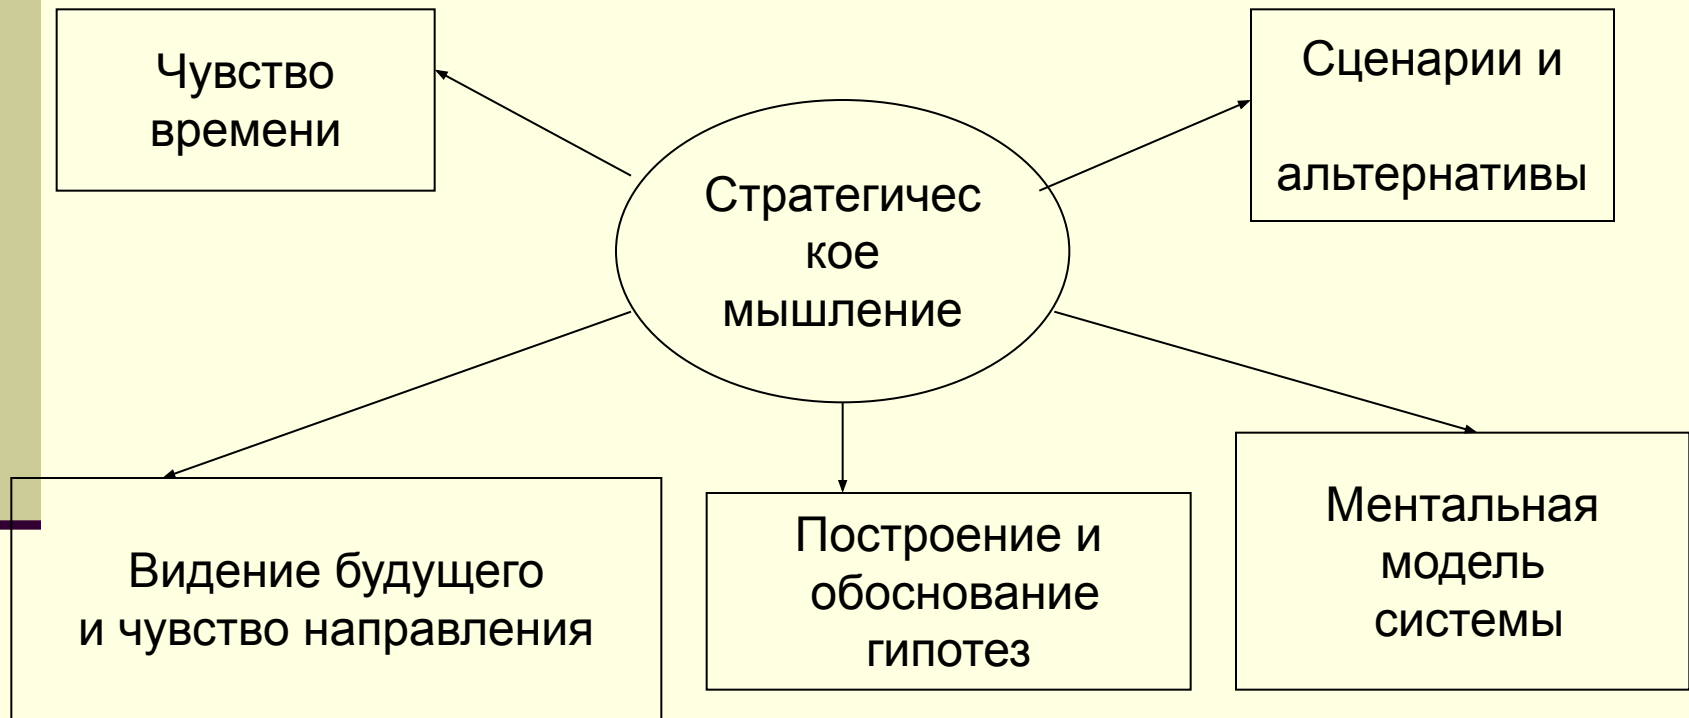 Чувство
времени
Сценарии и
альтернативы
Стратегичес
кое
мышление
Видение будущего
и чувство направления
Построение и
обоснование
гипотез
Ментальная
модель
системы